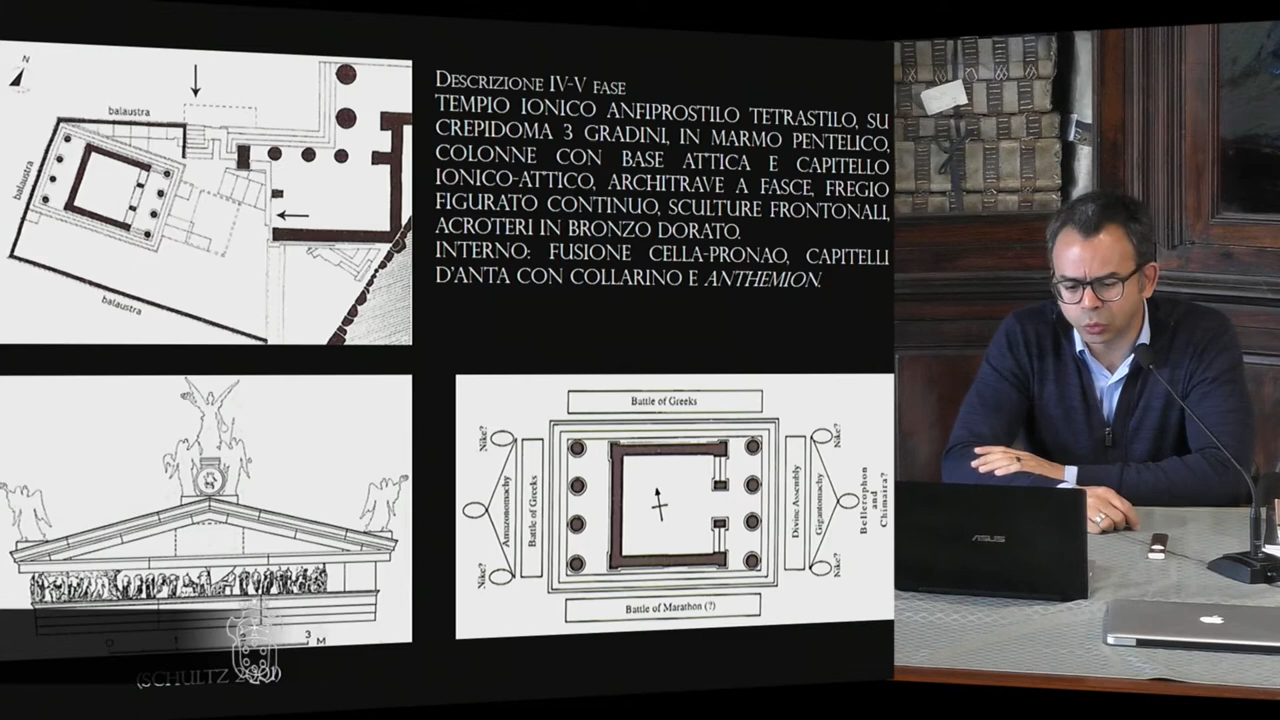 N
balaustra
balaustra
balaustra
DESCRIZIONE IV-V FASE
TEMPIO IONICO ANFIPROSTILO TETRASTILO, SU
CREPIDOMA 3 GRADINI, IN MARMO PENTELICO,
COLONNE CON BASE ATTICA E CAPITELLO
IONICO-ATTICO, ARCHITRAVE A FASCE, FREGIO
FIGURATO CONTINUO, SCULTURE FRONTONALI,
ACROTERI IN BRONZO DORATO.
INTERNO: FUSIONE CELLA-PRONAO, CAPITELLI
D'ANTA CON COLLARINO E ANTHEMION.
Battle of Greeks
Nike?
Nike?
Amazonomachy
Battle of Greeks
Divine Assembly
Gigantomachy
Nike?
Nike?
Bellerophon
and
Chimaira?
Battle of Marathon (?)
0 1 3 M
(SCHULTZ 2001)
ASUS